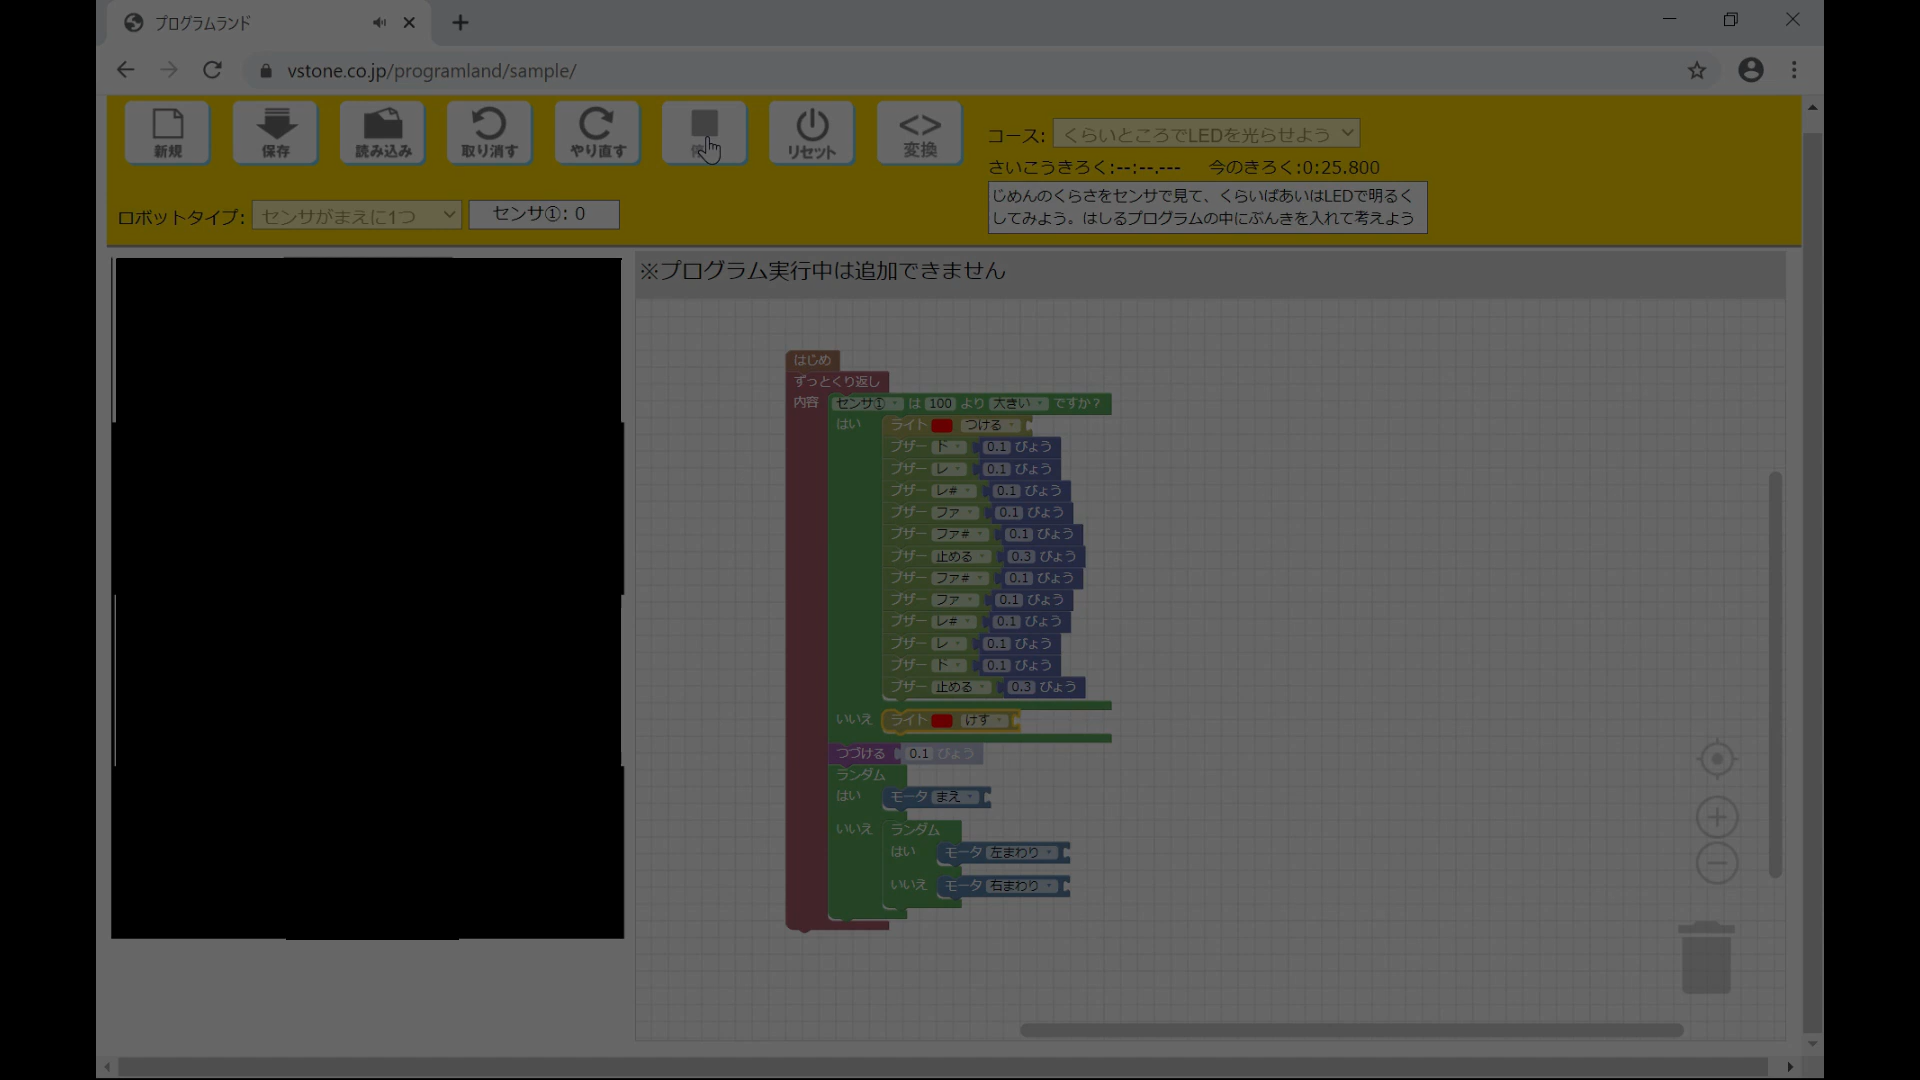 プログラムランド
vstone.co.jp/programland/sample/
新規
保存
読み込み
取り消す
やり直す
リセット
<>
変換
コース: くらいところでLEDを光らせよう
さいこうきろく:--:--.--- 今のきろく:0:25.800
じめんのくらさをセンサで見て、くらいばあいはLEDで明るく
してみよう。はしるプログラムの中にぶんきを入れて考えよう
ロボットタイプ: センサがまえに1つ センサ①: 0
※プログラム実行中は追加できません
はじめ
ずっとくり返し
内容 センサ① は 100 より 大きい ですか?
はい ライト つける
ブザー ド 0.1 びょう
ブザー レ 0.1 びょう
ブザー レ# 0.1 びょう
ブザー ファ 0.1 びょう
ブザー ファ# 0.1 びょう
ブザー 止める 0.3 びょう
ブザー ファ# 0.1 びょう
ブザー ファ 0.1 びょう
ブザー レ# 0.1 びょう
ブザー レ 0.1 びょう
ブザー ド 0.1 びょう
ブザー 止める 0.3 びょう
いいえ ライト けす
つづける 0.1 びょう
ランダム
はい モータ まえ
いいえ ランダム
はい モータ 左まわり
いいえ モータ 右まわり